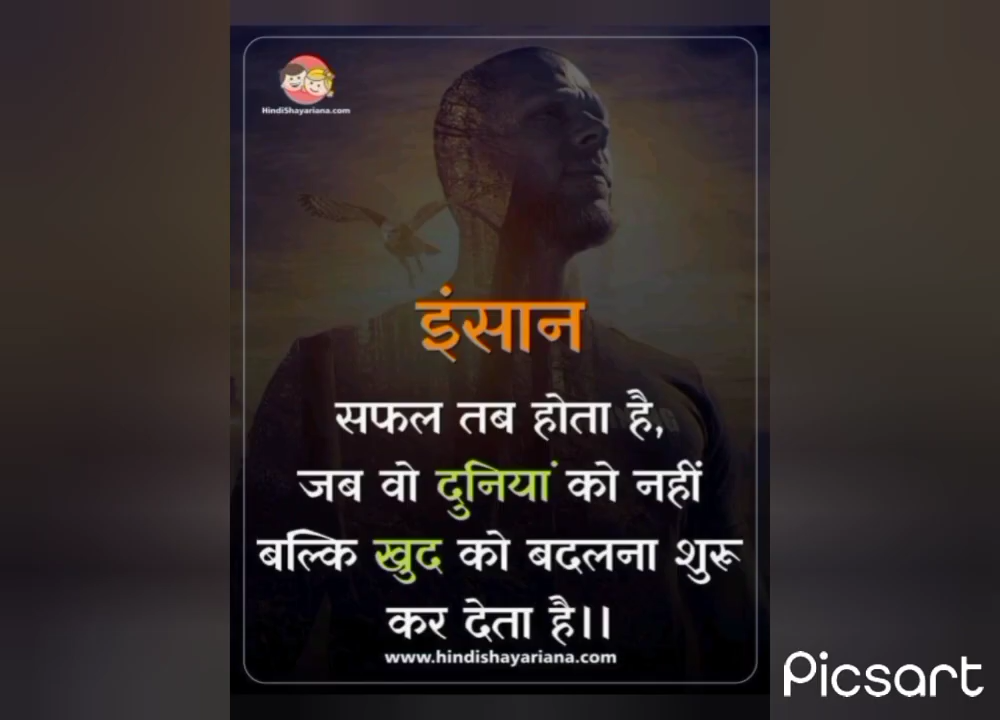 HindiShayariana.com
इंसान
सफल तब होता है,
जब वो दुनियां को नहीं
बल्कि खुद को बदलना शुरू
कर देता है।।
www.hindishayariana.com
Picsart